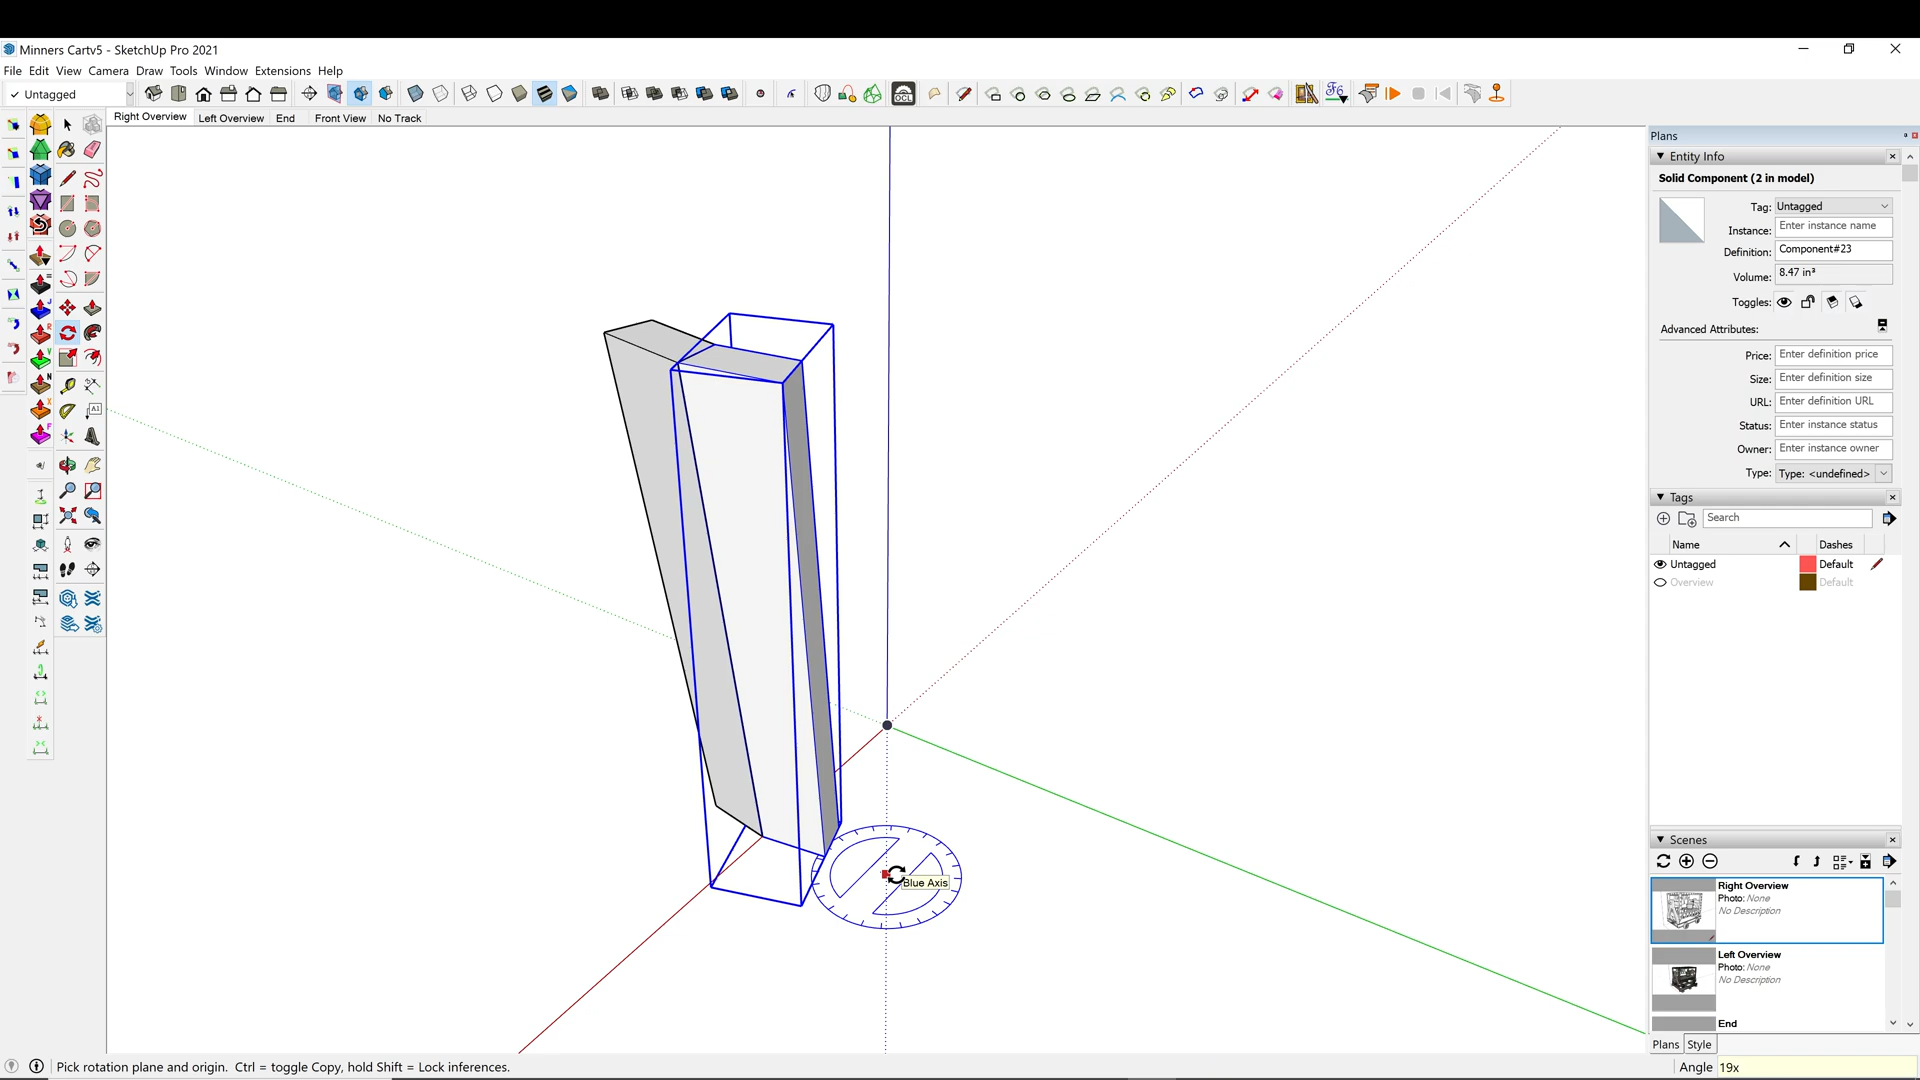 Minners Cartv5 - SketchUp Pro 2021
File Edit View Camera Draw Tools Window Extensions Help
✓ Untagged
Right Overview Left Overview End Front View No Track
Plans
Entity Info
Solid Component (2 in model)
Tag: Untagged
Instance: Enter instance name
Definition: Component#23
Volume: 8.47 in³
Toggles:
Advanced Attributes:
Price: Enter definition price
Size: Enter definition size
URL: Enter definition URL
Status: Enter instance status
Owner: Enter instance owner
Type: Type: <undefined>
Tags
Search
Name Dashes
Untagged Default
Overview Default
Scenes
Right Overview
Photo: None
No Description
Left Overview
Photo: None
No Description
End
Blue Axis
Plans Style
Pick rotation plane and origin. Ctrl = toggle Copy, hold Shift = Lock inferences.
Angle 19x